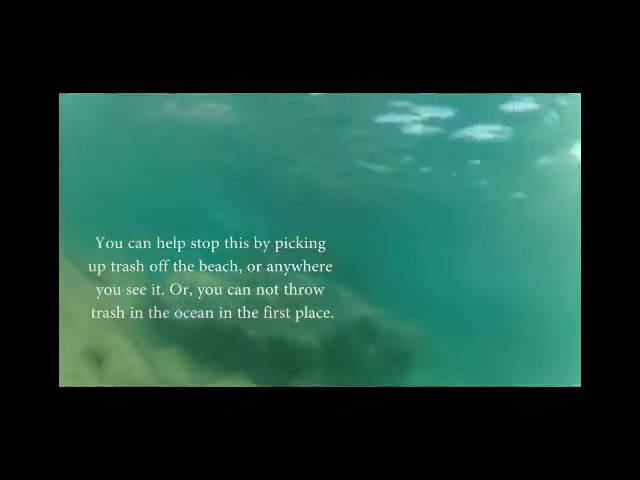 You can help stop this by picking
up trash off the beach, or anywhere
you see it. Or, you can not throw
trash in the ocean in the first place.